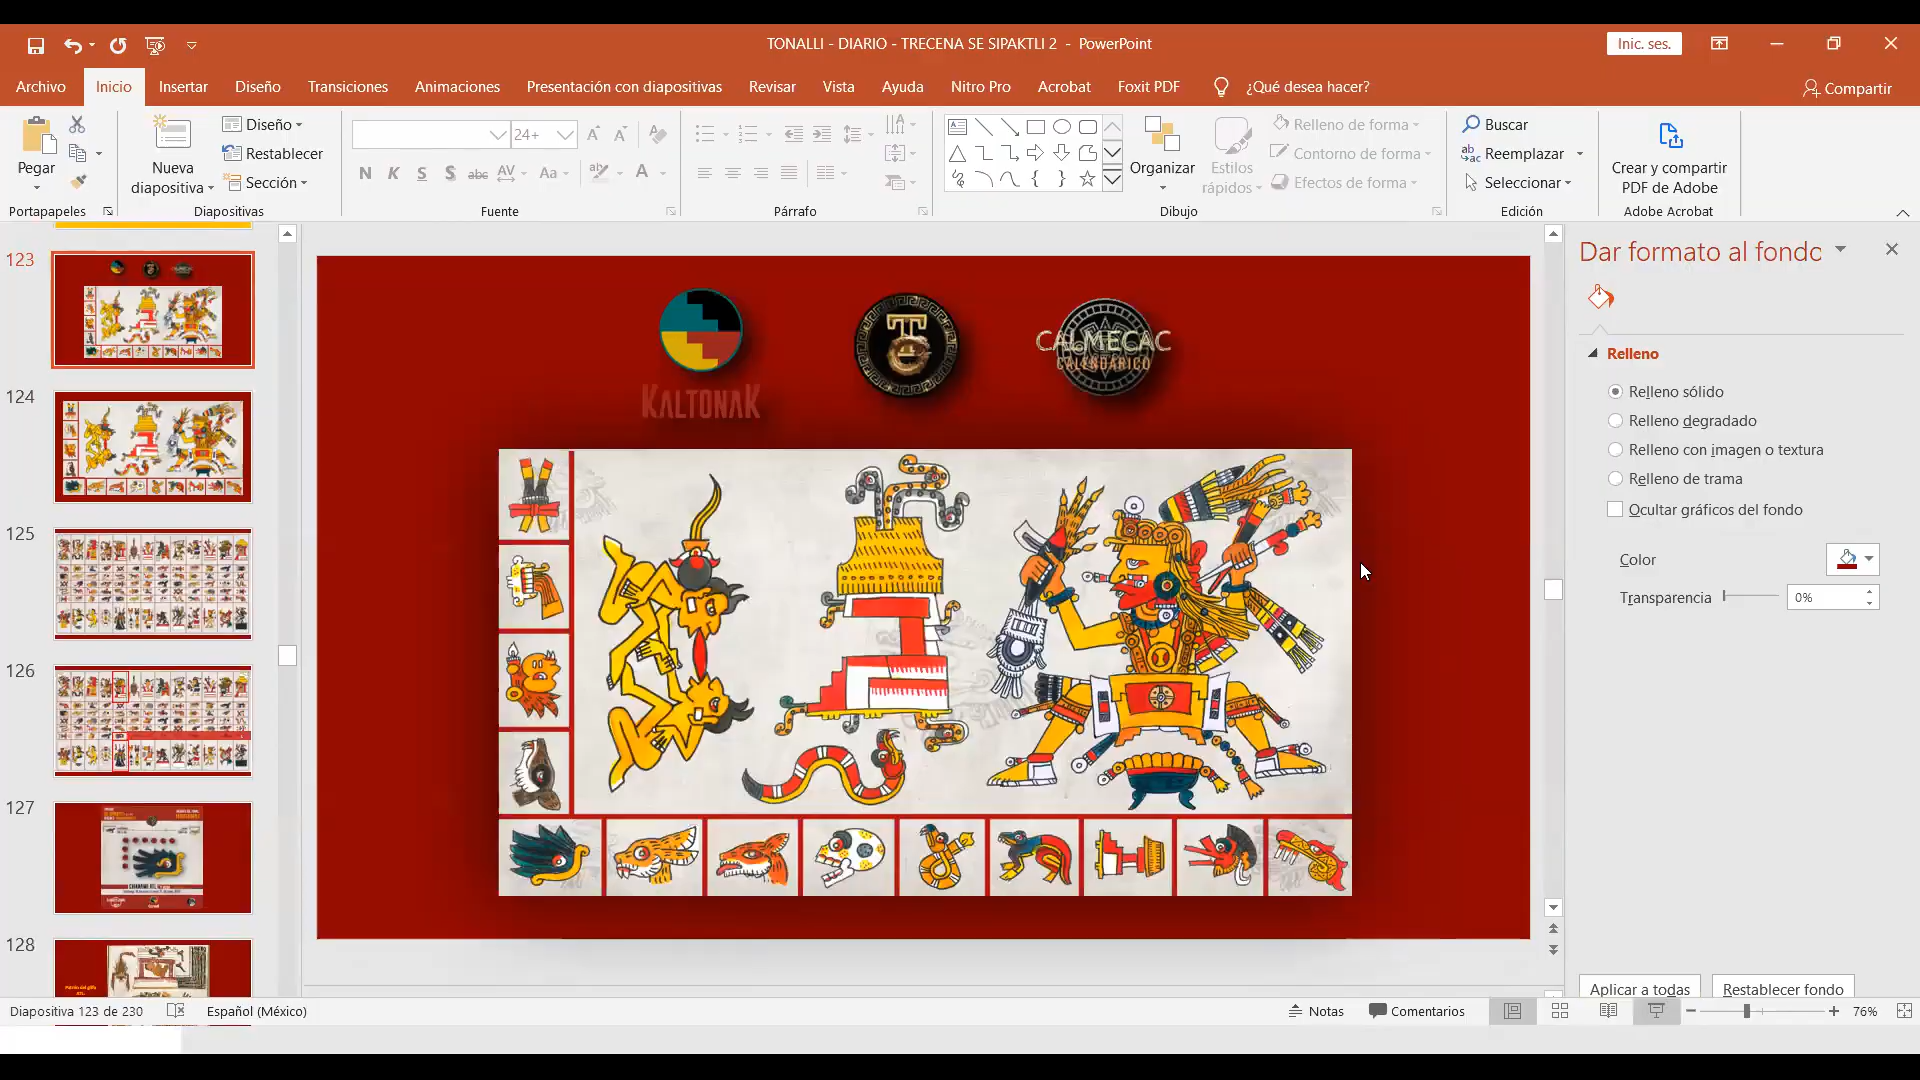 TONALLI - DIARIO - TRECENA SE SIPAKTLI 2 - PowerPoint
Inic. ses.
Archivo Inicio Insertar Diseño Transiciones Animaciones Presentación con diapositivas Revisar Vista Ayuda Nitro Pro Acrobat Foxit PDF ¿Qué desea hacer? Compartir
Pegar
Nueva diapositiva
Diseño
Restablecer
Sección
24+
N K S S abc AV Aa A
Organizar
Estilos rápidos
Relleno de forma
Contorno de forma
Efectos de forma
Buscar
Reemplazar
Seleccionar
Crear y compartir PDF de Adobe
Portapapeles Diapositivas Fuente Párrafo Dibujo Edición Adobe Acrobat
123
124
125
126
127
128
KALTONAK
CALMECAC
CALENDÁRICO
Dar formato al fondo
Relleno
Relleno sólido
Relleno degradado
Relleno con imagen o textura
Relleno de trama
Ocultar gráficos del fondo
Color
Transparencia 0%
Aplicar a todas Restablecer fondo
Diapositiva 123 de 230 Español (México) Notas Comentarios 76%